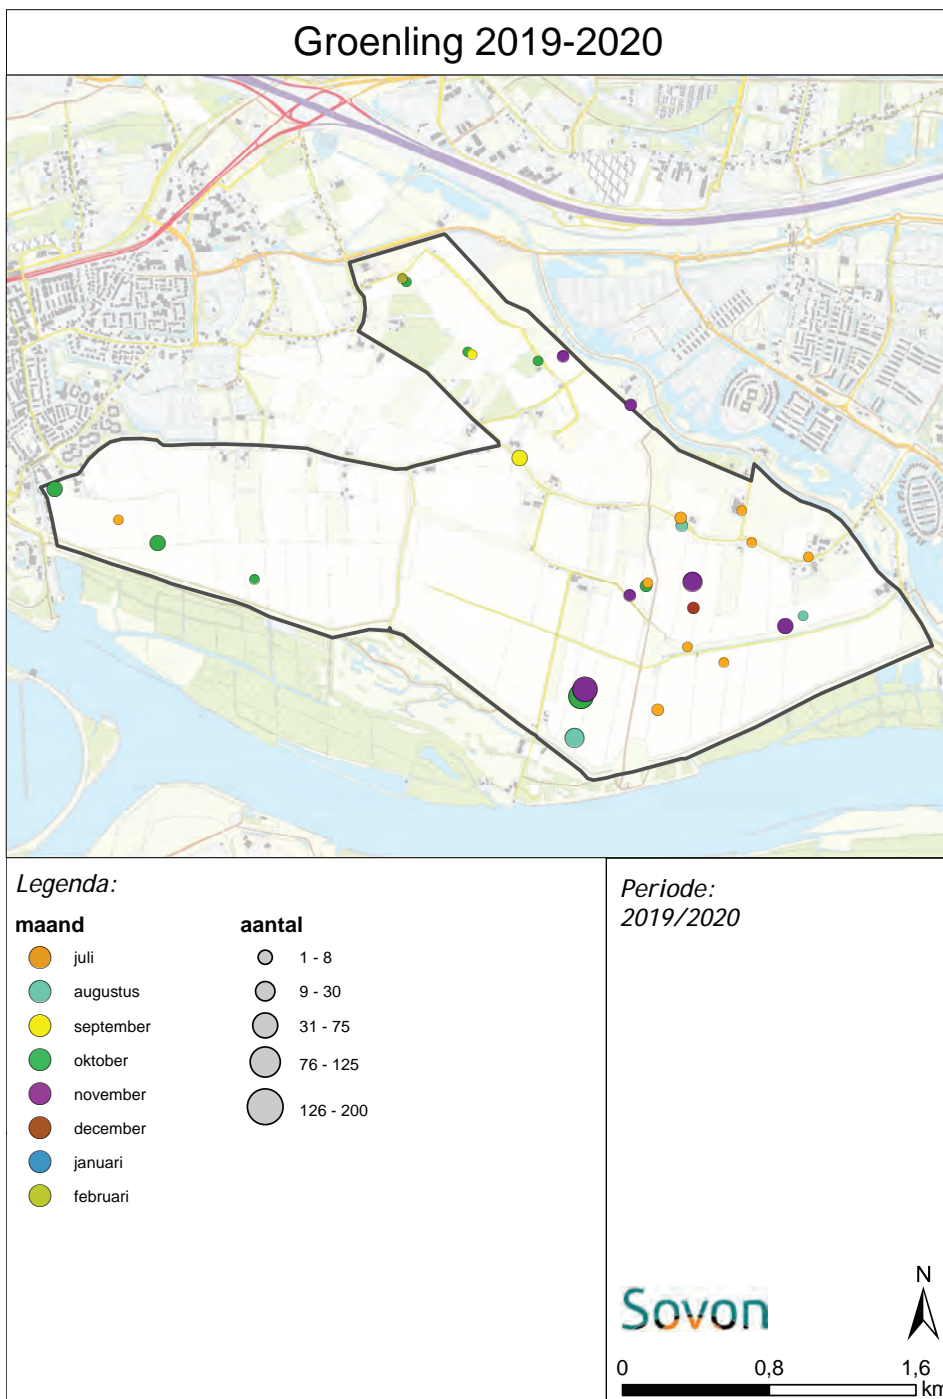 Groenling 2019-2020
Legenda:
maand
juli
augustus
september
oktober
november
december
januari
februari
aantal
1 - 8
9 - 30
31 - 75
76 - 125
126 - 200
Periode:
2019/2020
Sovon
N
0 0,8 1,6
km